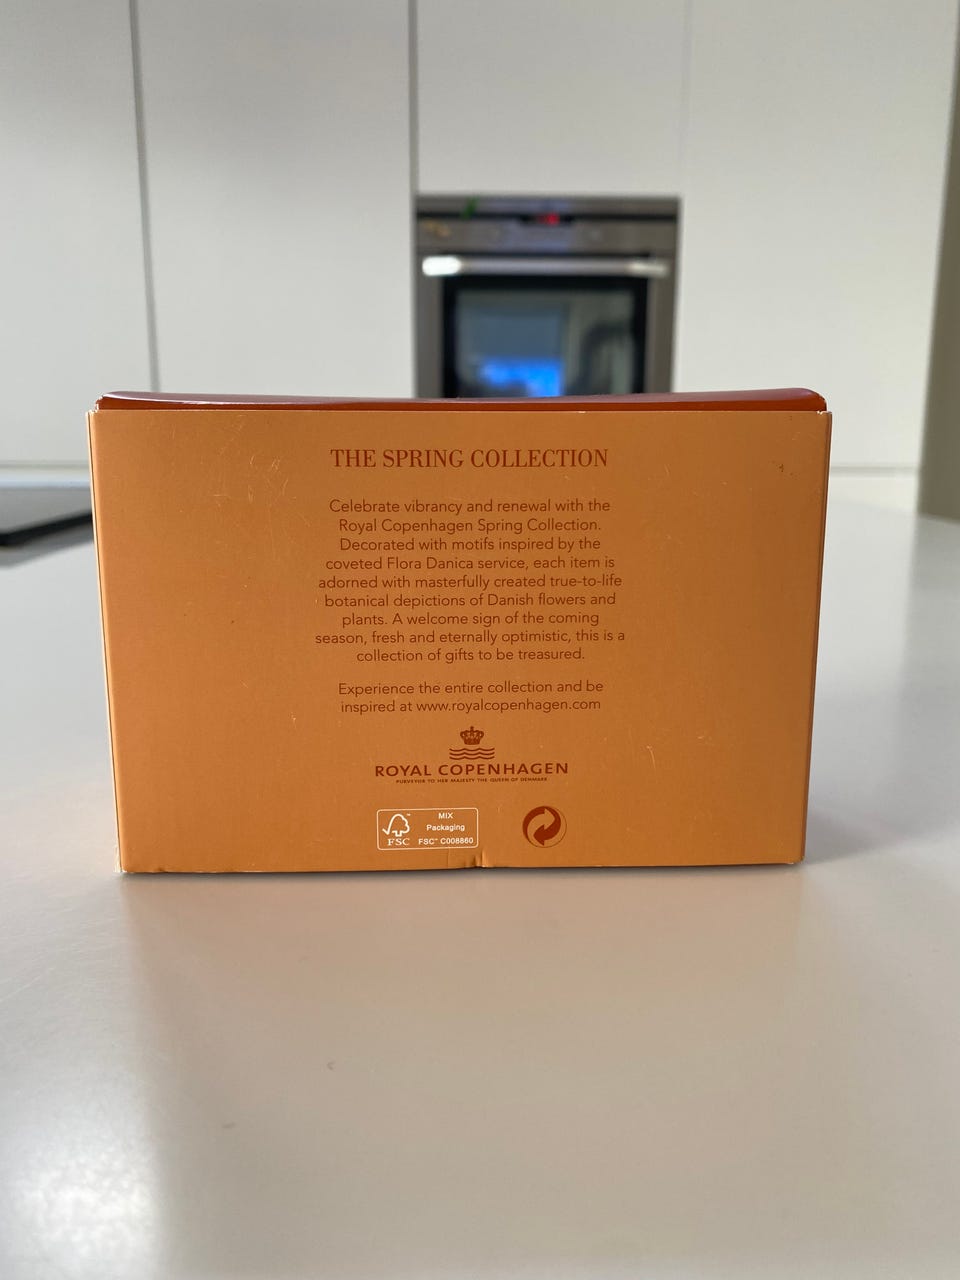 THE SPRING COLLECTION
Celebrate vibrancy and renewal with the
Royal Copenhagen Spring Collection.
Decorated with motifs inspired by the
coveted Flora Danica service, each item is
adorned with masterfully created true-to-life
botanical depictions of Danish flowers and
plants. A welcome sign of the coming
season, fresh and eternally optimistic, this is a
collection of gifts to be treasured.
Experience the entire collection and be
inspired at www.royalcopenhagen.com
ROYAL COPENHAGEN
PURVEYOR TO HER MAJESTY THE QUEEN OF DENMARK
MIX
Packaging
FSC™ C008860
FSC